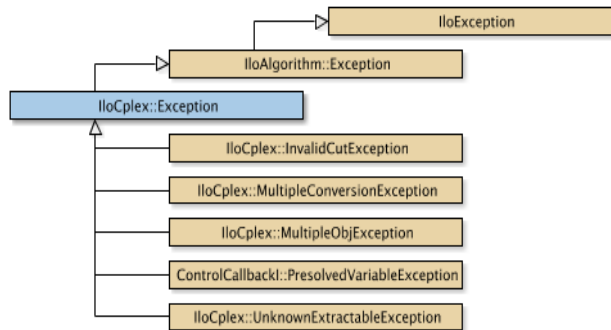 IloException
IloAlgorithm::Exception
IloCplex::Exception
IloCplex::InvalidCutException
IloCplex::MultipleConversionException
IloCplex::MultipleObjException
ControlCallbackI::PresolvedVariableException
IloCplex::UnknownExtractableException